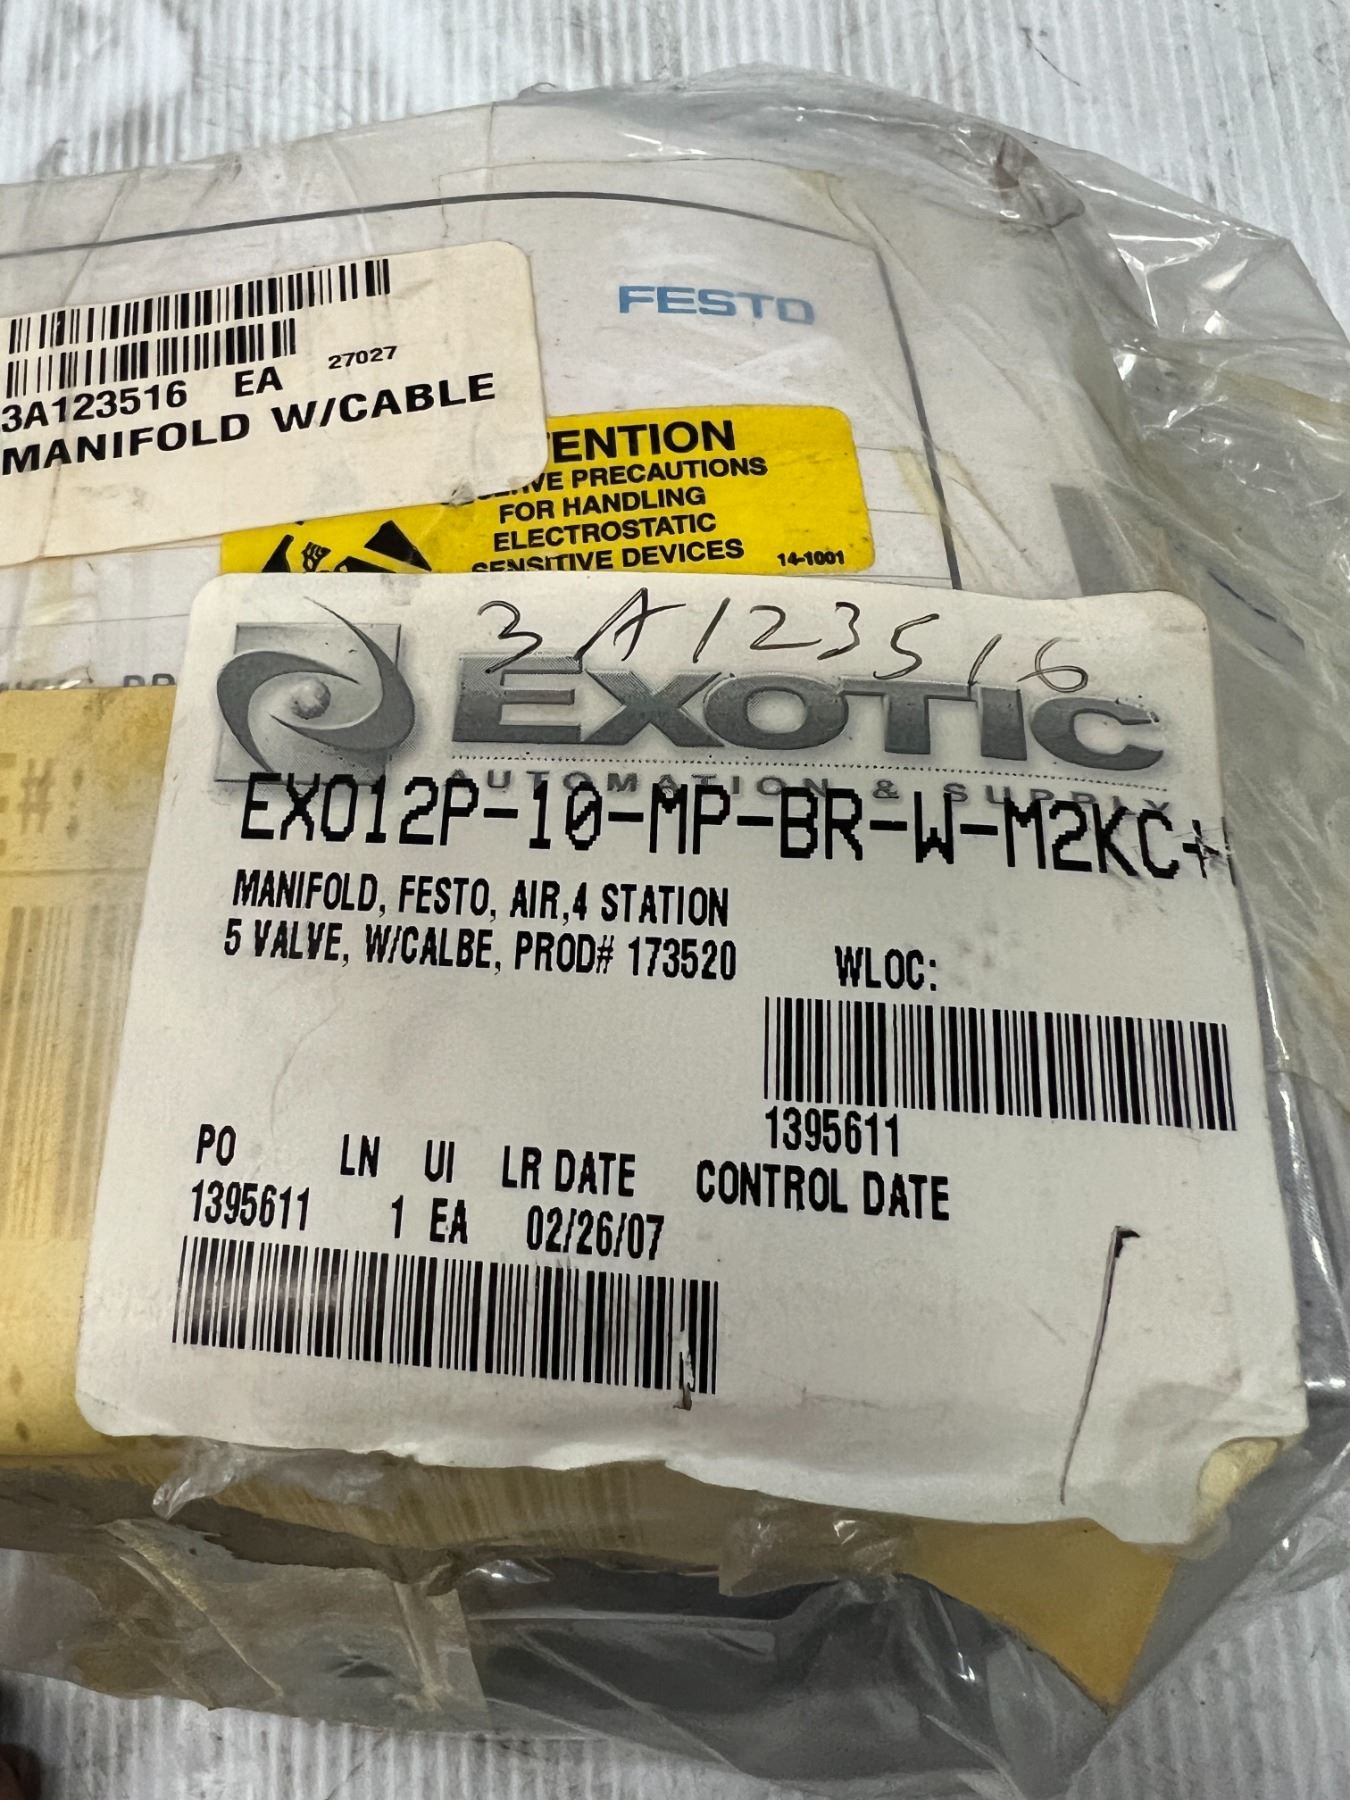 FESTO
3A123516 EA 27027
MANIFOLD W/CABLE
PRECAUTIONS
FOR HANDLING
ELECTROSTATIC
SENSITIVE DEVICES 14-1001
3A123516
EXOTIC
AUTOMATION & SUPPLY
EXO12P-10-MP-BR-W-M2KC+
MANIFOLD, FESTO, AIR,4 STATION
5 VALVE, W/CALBE, PROD# 173520
WLOC:
1395611
PO LN UI LR DATE CONTROL DATE
1395611 1 EA 02/26/07